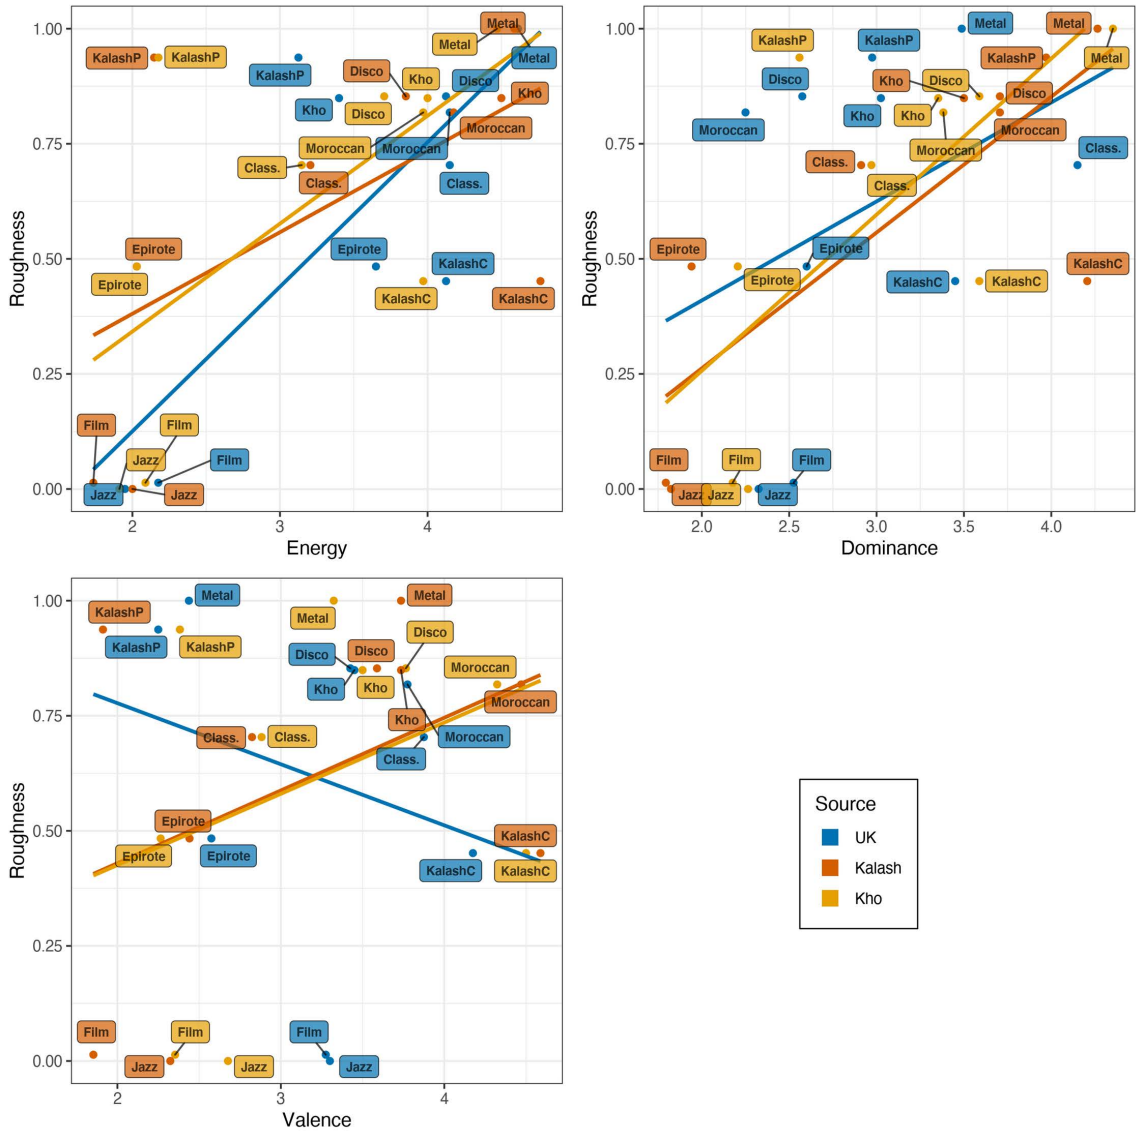 1.00
0.75
0.50
0.25
0.00
Roughness
2
3
4
Energy
Metal
KalashP
KalashP
Metal
Metal
KalashP
Disco
Kho
Disco
Kho
Kho
Disco
Moroccan
Moroccan
Moroccan
Class.
Class.
Class.
Epirote
Epirote
KalashC
Epirote
KalashC
KalashC
Film
Film
Jazz
Film
Jazz
Jazz
1.00
0.75
0.50
0.25
0.00
Roughness
2.0
2.5
3.0
3.5
4.0
Dominance
Metal
Metal
KalashP
KalashP
KalashP
Metal
Disco
Kho
Disco
Disco
Kho
Kho
Moroccan
Moroccan
Moroccan
Class.
Class.
Class.
Epirote
Epirote
Epirote
KalashC
KalashC
KalashC
Film
Film
Film
Jazz
Jazz
Jazz
1.00
0.75
0.50
0.25
0.00
Roughness
2
3
4
Valence
Metal
Metal
KalashP
Metal
KalashP
KalashP
Disco
Disco
Disco
Kho
Kho
Moroccan
Moroccan
Kho
Class.
Class.
Moroccan
Class.
Epirote
Epirote
Epirote
KalashC
KalashC
KalashC
Film
Film
Film
Jazz
Jazz
Jazz
Source
UK
Kalash
Kho